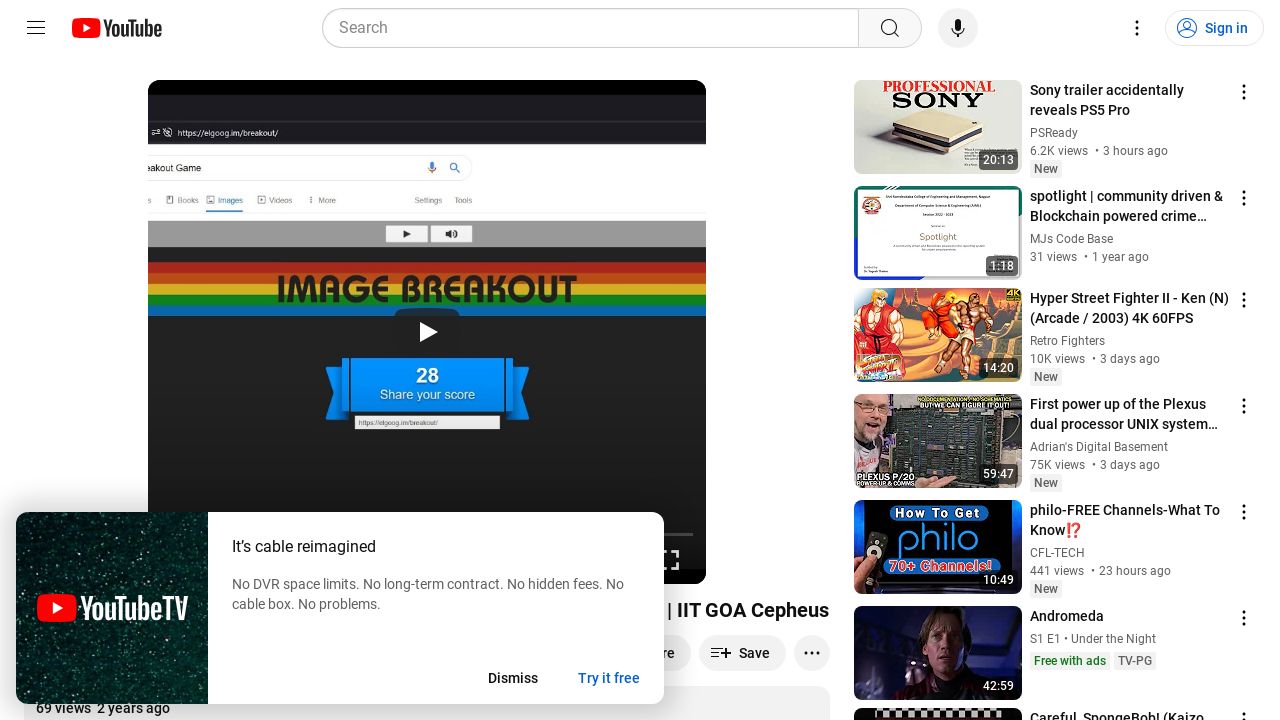 YouTube
Search
Sign in
https://elgoog.im/breakout/
eakout Game
Books
Images
Videos
More
Settings
Tools
IMAGE BREAKOUT
28
Share your score
https://elgoog.im/breakout/
| IIT GOA Cepheus
re
Save
69 views  2 years ago
YouTubeTV
It’s cable reimagined
No DVR space limits. No long-term contract. No hidden fees. No
cable box. No problems.
Dismiss
Try it free
PROFESSIONAL
SONY
20:13
Sony trailer accidentally
reveals PS5 Pro
PSReady
6.2K views • 3 hours ago
New
Session 2022 - 2023
Spotlight
1:18
spotlight | community driven &
Blockchain powered crime…
MJs Code Base
31 views • 1 year ago
4K
14:20
Hyper Street Fighter II - Ken (N)
(Arcade / 2003) 4K 60FPS
Retro Fighters
10K views • 3 days ago
New
NO DOCUMENTATION - NO SCHEMATICS
BUT WE CAN FIGURE IT OUT!
PLEXUS P/20
POWER-UP & COMMS
59:47
First power up of the Plexus
dual processor UNIX system…
Adrian's Digital Basement
75K views • 3 days ago
New
How To Get
philo
70+ Channels!
10:49
philo-FREE Channels-What To
Know⁉️
CFL-TECH
441 views • 23 hours ago
New
42:59
Andromeda
S1 E1 • Under the Night
Free with ads
TV-PG
Careful, SpongeBob! (Kaizo